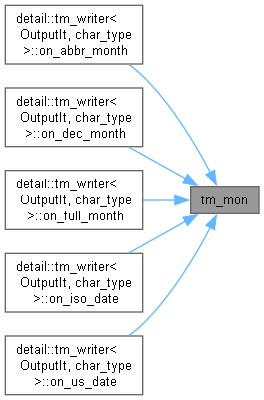 detail::tm_writer<
OutputIt, char_type
>::on_abbr_month
detail::tm_writer<
OutputIt, char_type
>::on_dec_month
detail::tm_writer<
OutputIt, char_type
>::on_full_month
tm_mon
detail::tm_writer<
OutputIt, char_type
>::on_iso_date
detail::tm_writer<
OutputIt, char_type
>::on_us_date